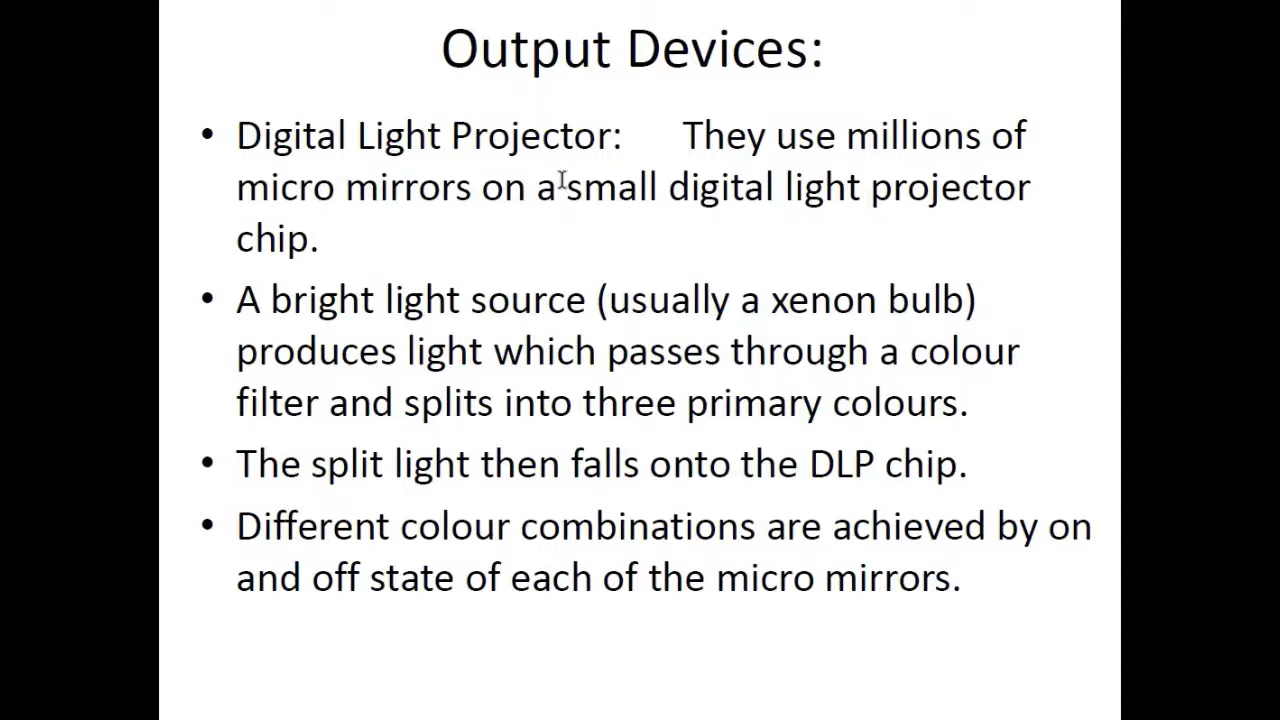 Output Devices:
• Digital Light Projector: They use millions of
micro mirrors on a small digital light projector
chip.
• A bright light source (usually a xenon bulb)
produces light which passes through a colour
filter and splits into three primary colours.
• The split light then falls onto the DLP chip.
• Different colour combinations are achieved by on
and off state of each of the micro mirrors.